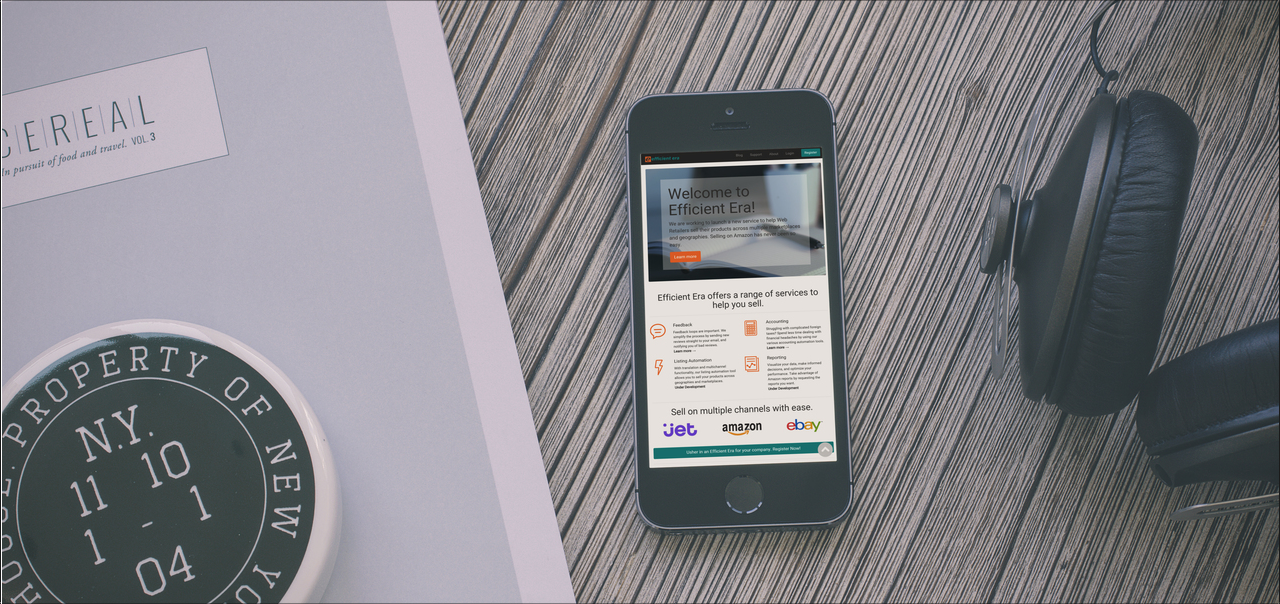 CEREAL
In pursuit of food and travel. VOL. 3
PROPERTY OF NEW YO
HOUSE.
N.Y.
11 10
1 - 1
04
efficient era
Blog Support About Login Register
Welcome to
Efficient Era!
We are working to launch a new service to help Web
Retailers sell their products across multiple marketplaces
and geographies. Selling on Amazon has never been so
easy.
Learn more
Efficient Era offers a range of services to
help you sell.
Feedback
Feedback loops are important. We
simplify the process by sending new
reviews straight to your email, and
notifying you of bad reviews.
Learn more
Accounting
Struggling with complicated foreign
taxes? Spend less time dealing with
financial headaches by using our
various accounting automation tools.
Learn more
Listing Automation
With translation and multichannel
functionality, our listing automation tool
allows you to sell your products across
geographies and marketplaces.
Under Development
Reporting
Visualize your data, make informed
decisions, and optimize your
performance. Take advantage of
Amazon reports by requesting the
reports you want.
Under Development
Sell on multiple channels with ease.
jet amazon ebay
Usher in an Efficient Era for your company. Register Now!